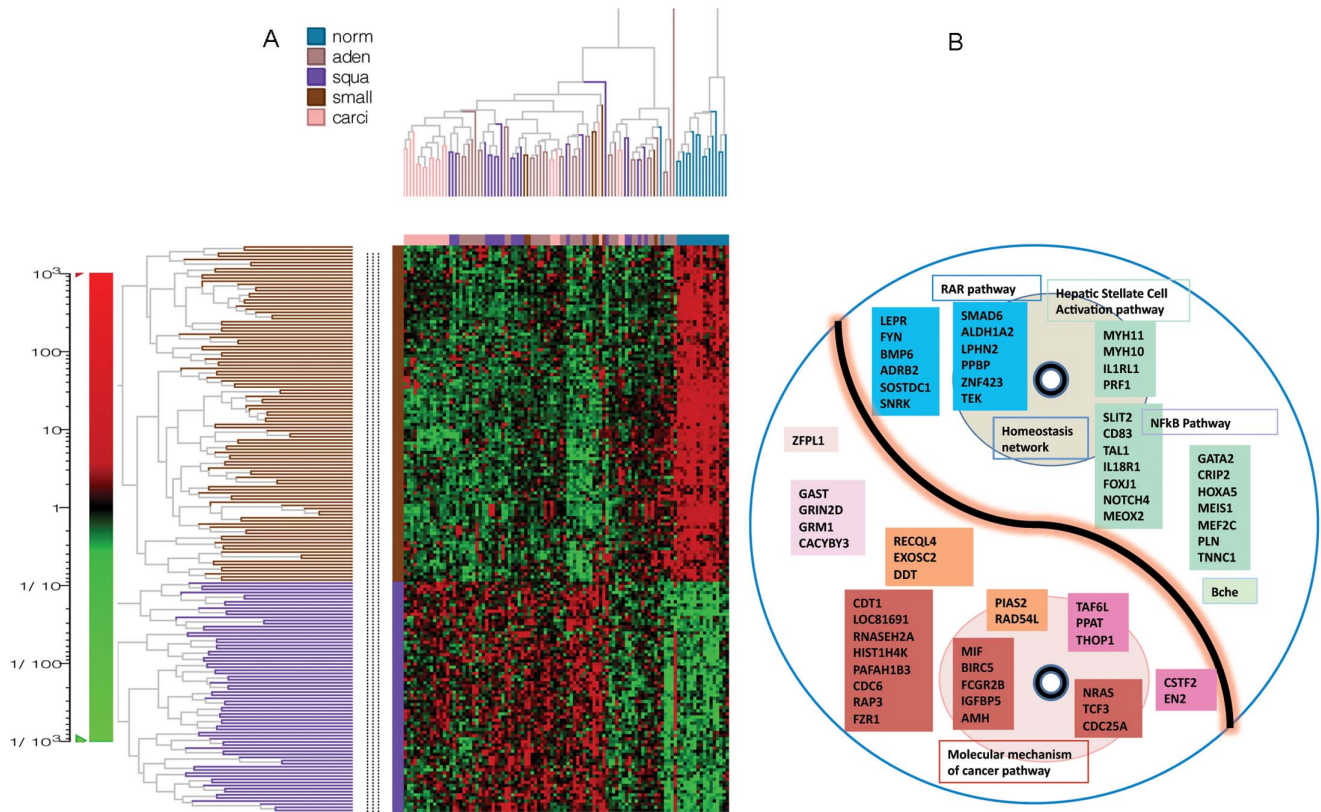 A
norm
aden
squa
small
carci
10³
100
10
1
1/ 10
1/ 100
1/ 10³
B
RAR pathway
Hepatic Stellate Cell
Activation pathway
LEPR
FYN
BMP6
ADRB2
SOSTDC1
SNRK
SMAD6
ALDH1A2
LPHN2
PPBP
ZNF423
TEK
MYH11
MYH10
IL1RL1
PRF1
Homeostasis
network
SLIT2
CD83
TAL1
IL18R1
FOXJ1
NOTCH4
MEOX2
NFkB Pathway
GATA2
CRIP2
HOXA5
MEIS1
MEF2C
PLN
TNNC1
Bche
ZFPL1
GAST
GRIN2D
GRM1
CACYBY3
RECQL4
EXOSC2
DDT
CDT1
LOC81691
RNASEH2A
HIST1H4K
PAFAH1B3
CDC6
RAP3
FZR1
PIAS2
RAD54L
TAF6L
PPAT
THOP1
MIF
BIRC5
FCGR2B
IGFBP5
AMH
NRAS
TCF3
CDC25A
CSTF2
EN2
Molecular mechanism
of cancer pathway